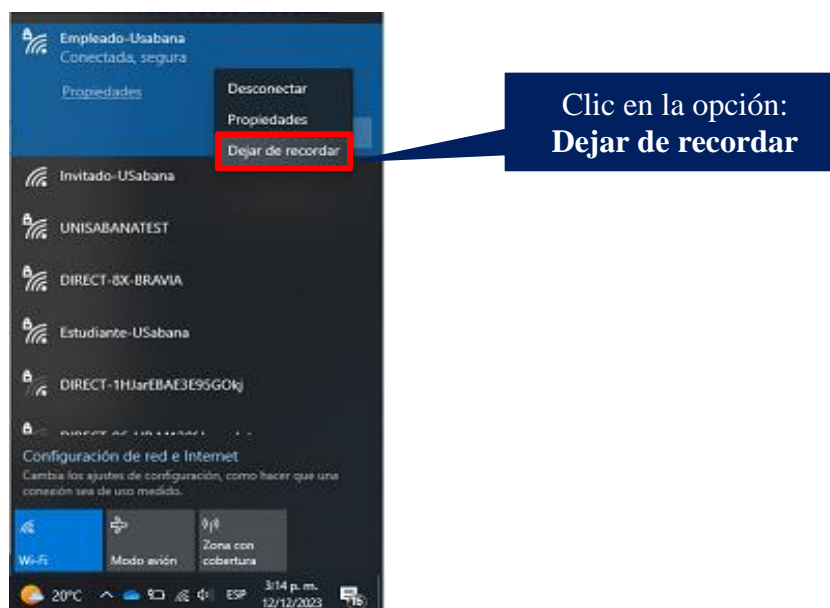 Empleado-Usabana
Conectada, segura
Propiedades
Desconectar
Propiedades
Dejar de recordar
Clic en la opción:
Dejar de recordar
Invitado-USabana
UNISABANATEST
DIRECT-8X-BRAVIA
Estudiante-USabana
DIRECT-1HJarEBAE3E95GOkj
Configuración de red e Internet
Cambia los ajustes de configuración, como hacer que una
conexión sea de uso medido.
Wi-Fi
Modo avión
Zona con
cobertura
20°C
ESP
3:14 p. m.
12/12/2023